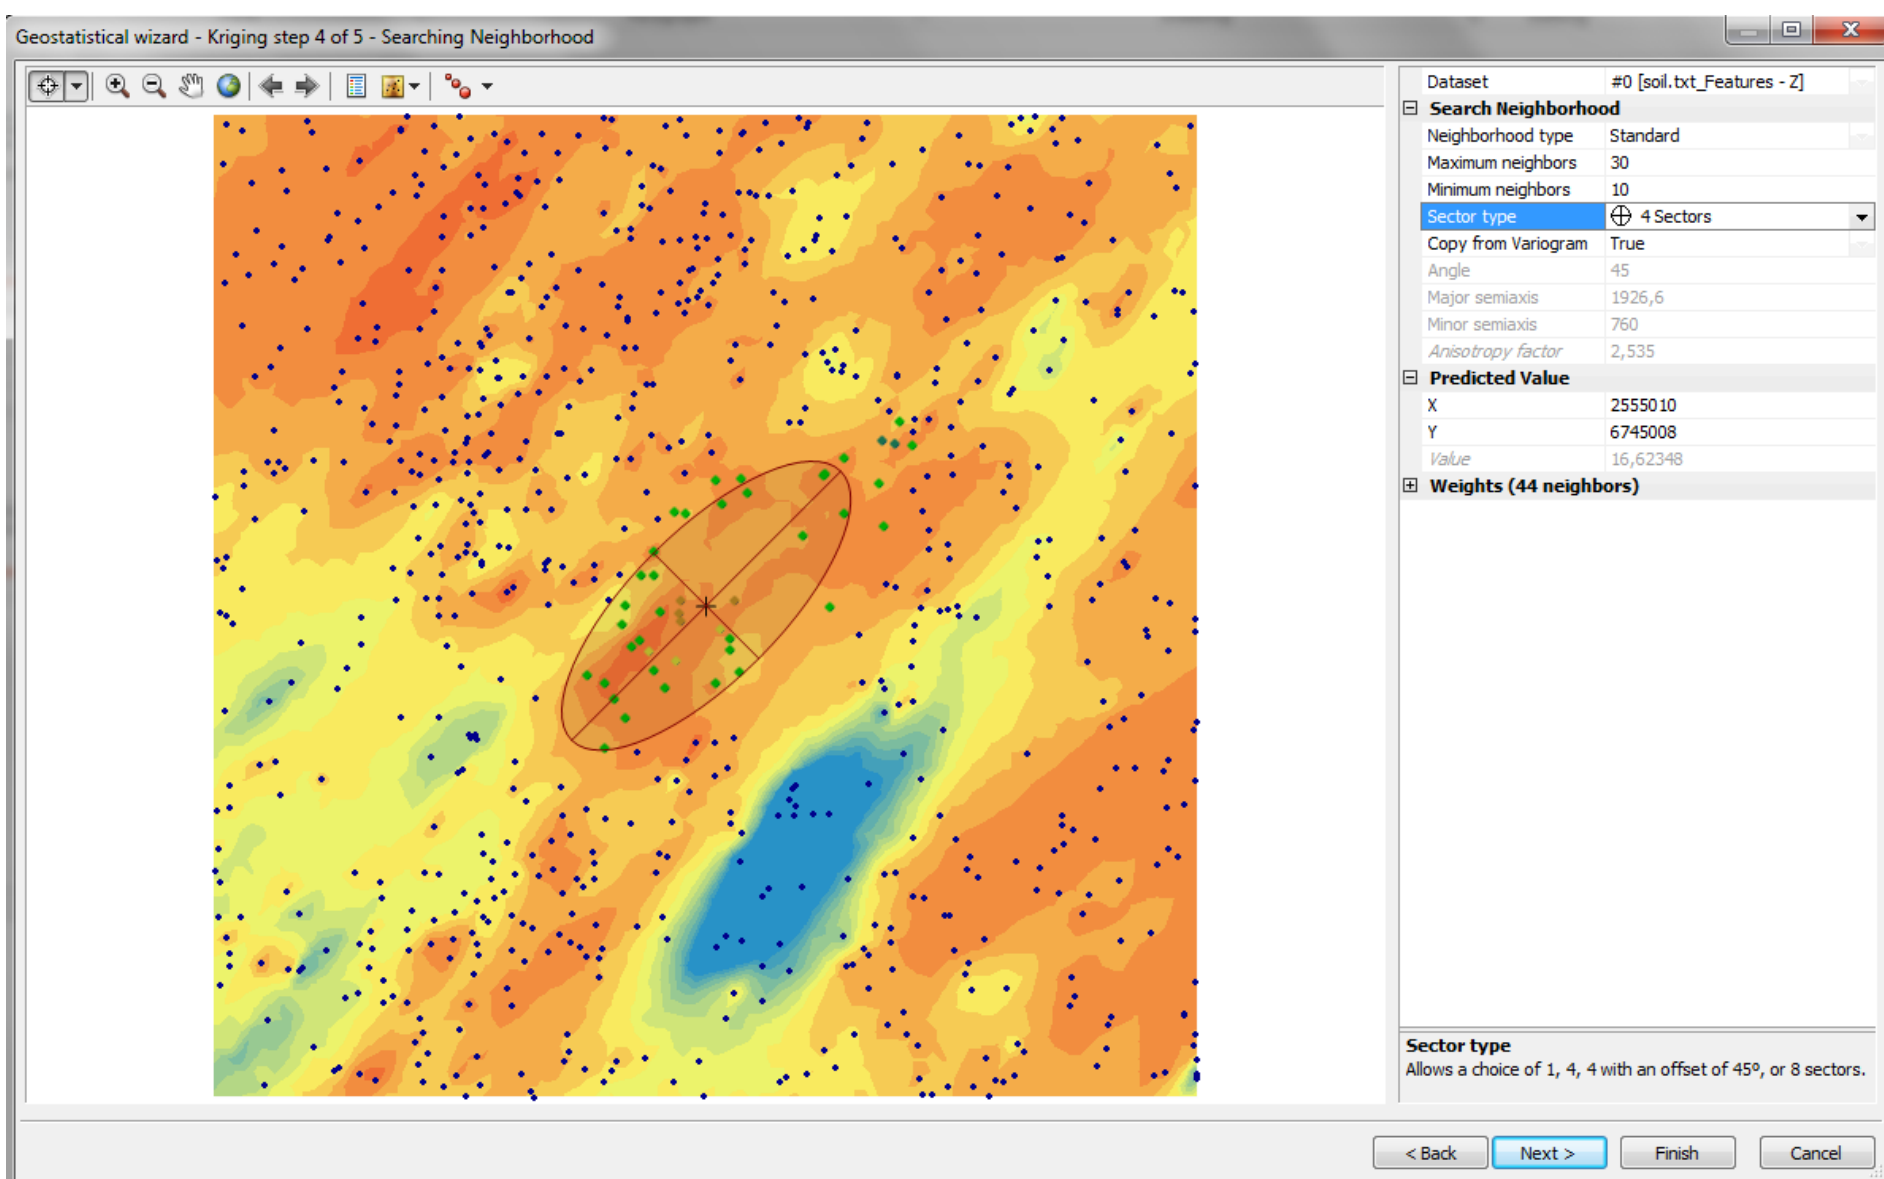 Geostatistical wizard - Kriging step 4 of 5 - Searching Neighborhood
Dataset #0 [soil.txt_Features - Z]
Search Neighborhood
Neighborhood type Standard
Maximum neighbors 30
Minimum neighbors 10
Sector type 4 Sectors
Copy from Variogram True
Angle 45
Major semiaxis 1926,6
Minor semiaxis 760
Anisotropy factor 2,535
Predicted Value
X 2555010
Y 6745008
Value 16,62348
Weights (44 neighbors)
Sector type
Allows a choice of 1, 4, 4 with an offset of 45º, or 8 sectors.
< Back Next > Finish Cancel